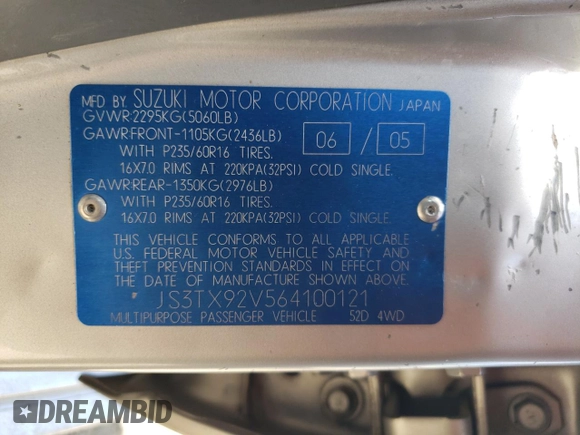 MFD BY SUZUKI MOTOR CORPORATION JAPAN
GVWR:2295KG(5060LB)
GAWR:FRONT-1105KG(2436LB) 06 / 05
WITH P235/60R16 TIRES.
16X7.0 RIMS AT 220KPA(32PSI) COLD SINGLE.
GAWR:REAR-1350KG(2976LB)
WITH P235/60R16 TIRES.
16X7.0 RIMS AT 220KPA(32PSI) COLD SINGLE.
THIS VEHICLE CONFORMS TO ALL APPLICABLE
U.S. FEDERAL MOTOR VEHICLE SAFETY AND
THEFT PREVENTION STANDARDS IN EFFECT ON
THE DATE OF MANUFACTURE SHOWN ABOVE.
JS3TX92V564100121
MULTIPURPOSE PASSENGER VEHICLE 52D 4WD
DREAMBID